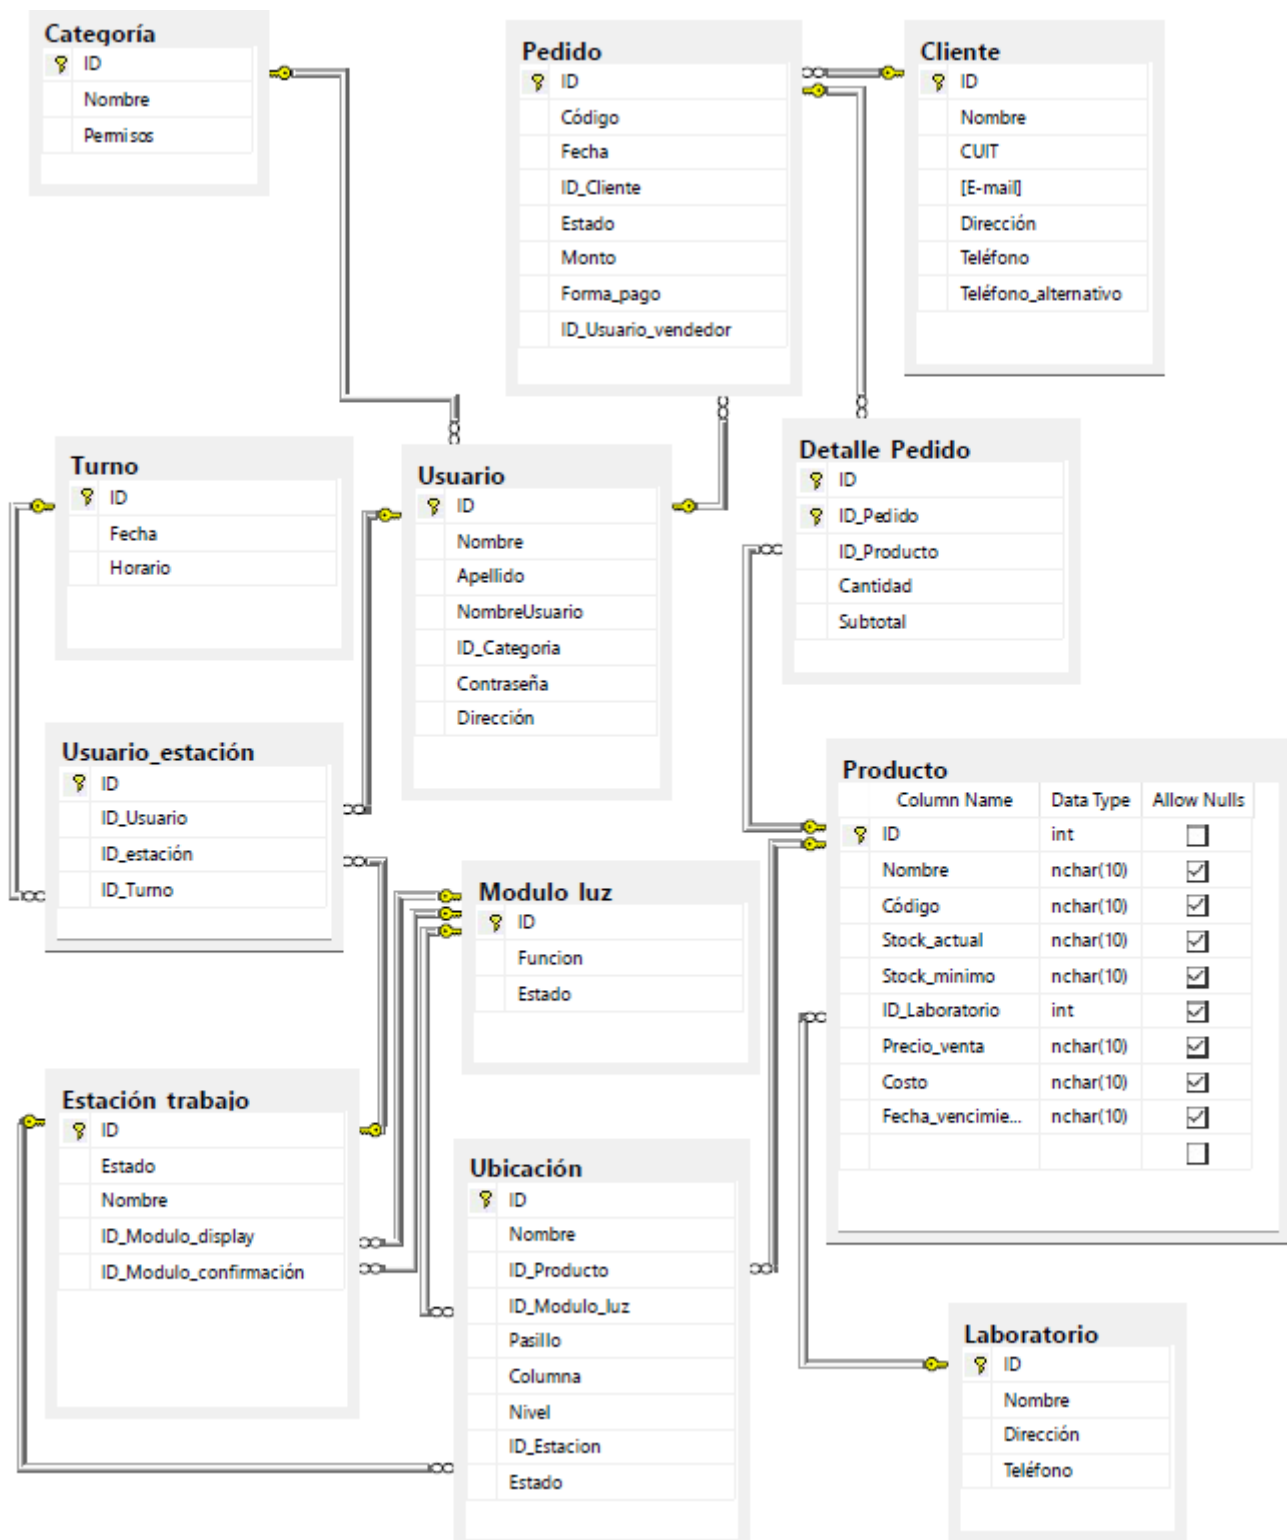 Categoría
ID
Nombre
Permisos
Pedido
ID
Código
Fecha
ID_Cliente
Estado
Monto
Forma_pago
ID_Usuario_vendedor
Cliente
ID
Nombre
CUIT
[E-mail]
Dirección
Teléfono
Teléfono_alternativo
Turno
ID
Fecha
Horario
Usuario
ID
Nombre
Apellido
NombreUsuario
ID_Categoria
Contraseña
Dirección
Detalle Pedido
ID
ID_Pedido
ID_Producto
Cantidad
Subtotal
Usuario_estación
ID
ID_Usuario
ID_estación
ID_Turno
Producto
Column Name Data Type Allow Nulls
ID int
Nombre nchar(10)
Código nchar(10)
Stock_actual nchar(10)
Stock_minimo nchar(10)
ID_Laboratorio int
Precio_venta nchar(10)
Costo nchar(10)
Fecha_vencimie... nchar(10)
Modulo luz
ID
Funcion
Estado
Estación trabajo
ID
Estado
Nombre
ID_Modulo_display
ID_Modulo_confirmación
Ubicación
ID
Nombre
ID_Producto
ID_Modulo_luz
Pasillo
Columna
Nivel
ID_Estacion
Estado
Laboratorio
ID
Nombre
Dirección
Teléfono